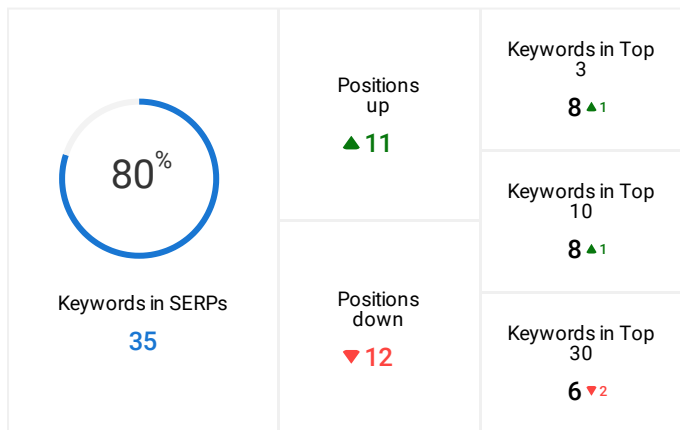 80%
Keywords in SERPs
35
Positions
up
11
Positions
down
12
Keywords in Top
3
8 1
Keywords in Top
10
8 1
Keywords in Top
30
6 2